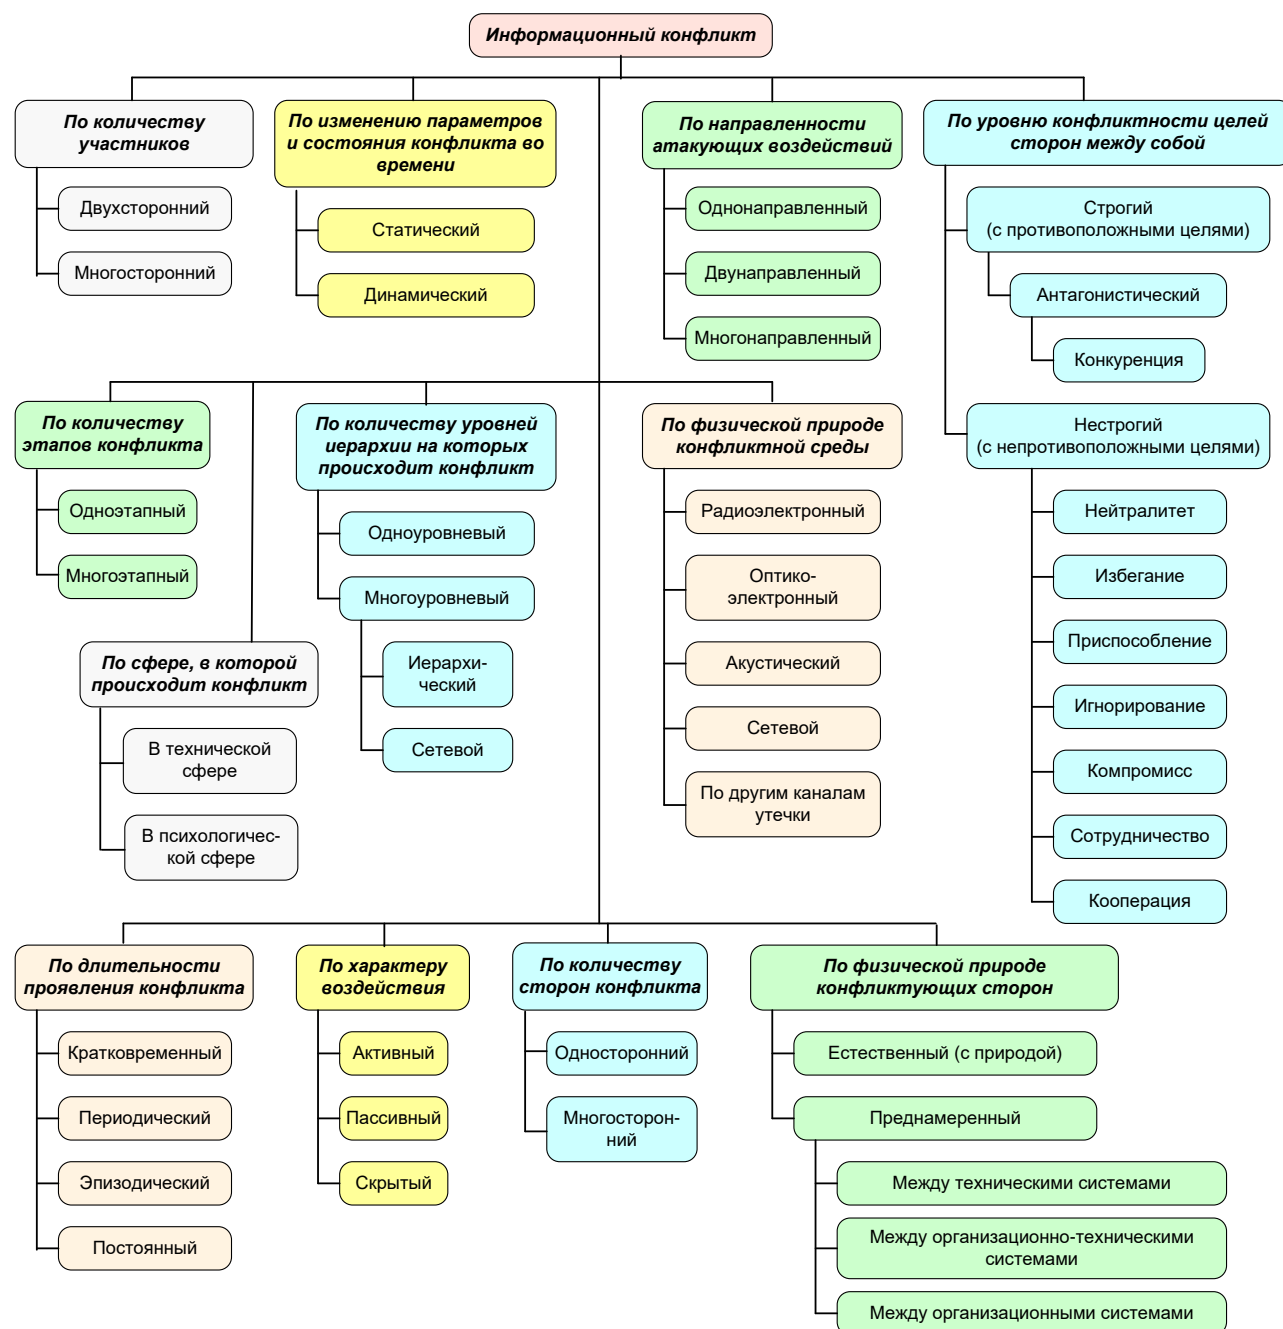 Информационный конфликт
По количеству
участников
Двухсторонний
Многосторонний
По изменению параметров
и состояния конфликта во
времени
Статический
Динамический
По направленности
атакующих воздействий
Однонаправленный
Двунаправленный
Многонаправленный
По уровню конфликтности целей
сторон между собой
Строгий
(с противоположными целями)
Антагонистический
Конкуренция
Нестрогий
(с непротивоположными целями)
Нейтралитет
Избегание
Приспособление
Игнорирование
Компромисс
Сотрудничество
Кооперация
По количеству
этапов конфликта
Одноэтапный
Многоэтапный
По сфере, в которой
происходит конфликт
В технической
сфере
В психологичес-
кой сфере
По количеству уровней
иерархии на которых
происходит конфликт
Одноуровневый
Многоуровневый
Иерархи-
ческий
Сетевой
По физической природе
конфликтной среды
Радиоэлектронный
Оптико-
электронный
Акустический
Сетевой
По другим каналам
утечки
По длительности
проявления конфликта
Кратковременный
Периодический
Эпизодический
Постоянный
По характеру
воздействия
Активный
Пассивный
Скрытый
По количеству
сторон конфликта
Односторонний
Многосторон-
ний
По физической природе
конфликтующих сторон
Естественный (с природой)
Преднамеренный
Между техническими системами
Между организационно-техническими
системами
Между организационными системами